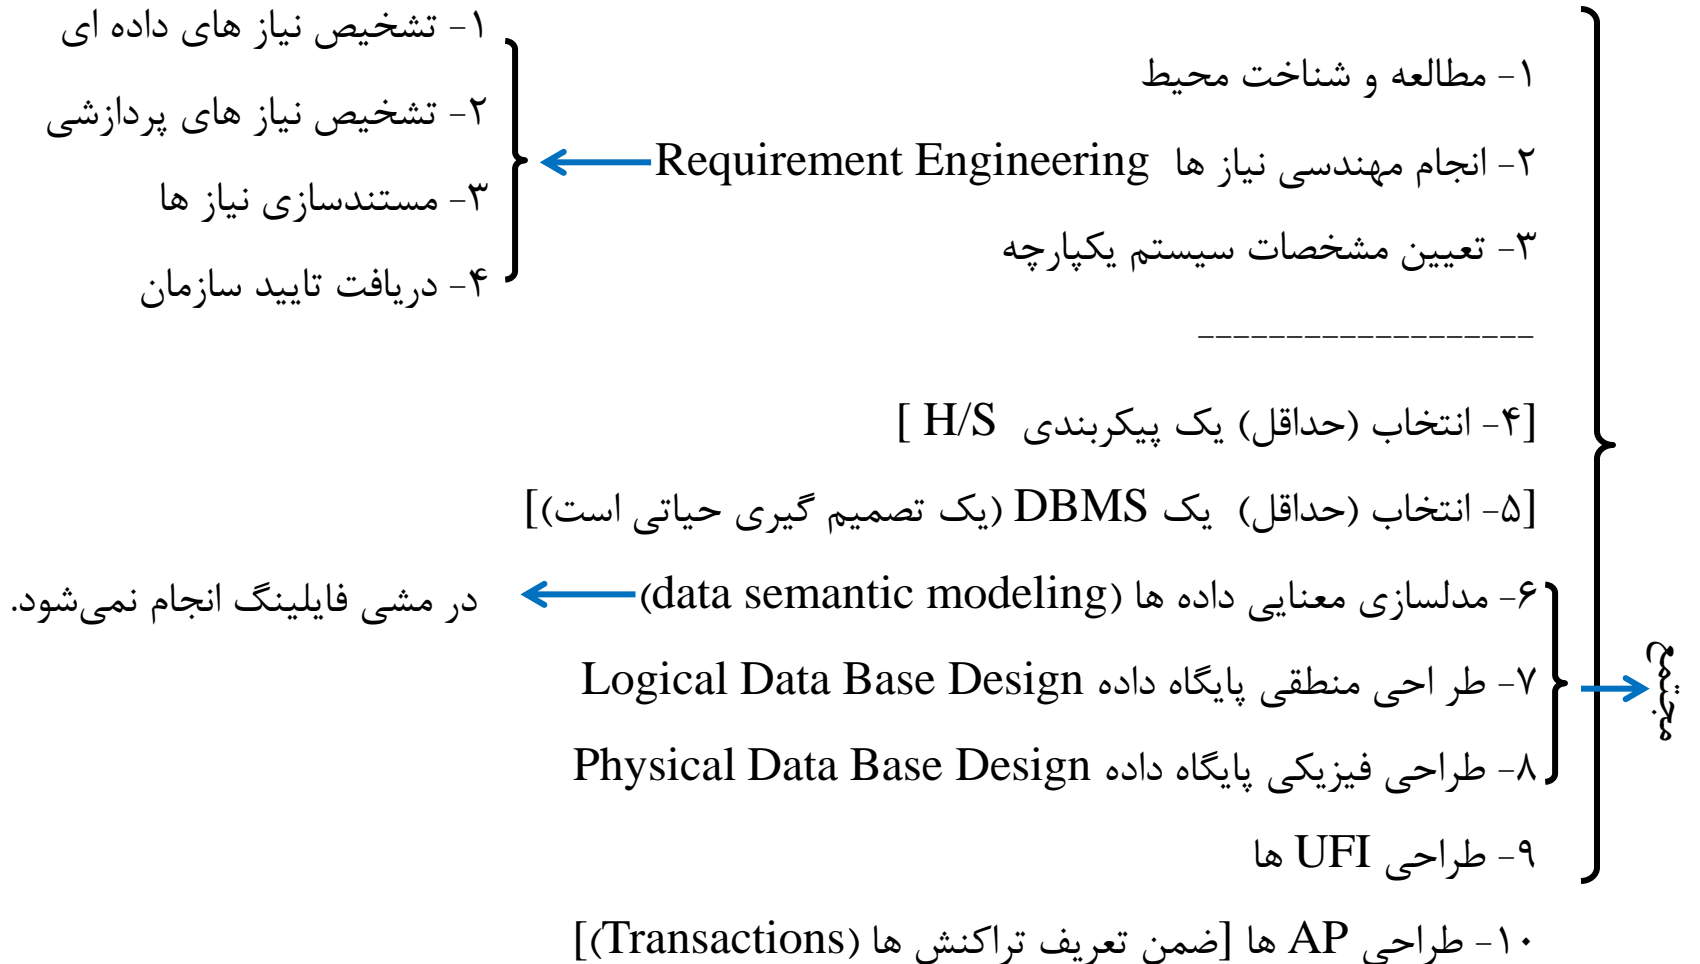 ۱- مطالعه و شناخت محیط
۲- انجام مهندسی نیاز ها Requirement Engineering
۱- تشخیص نیاز های داده ای
۲- تشخیص نیاز های پردازشی
۳- مستندسازی نیاز ها
۴- دریافت تایید سازمان
۳- تعیین مشخصات سیستم یکپارچه
-------------------
[۴- انتخاب (حداقل) یک پیکربندی H/S ]
[۵- انتخاب (حداقل) یک DBMS (یک تصمیم گیری حیاتی است)]
۶- مدلسازی معنایی داده ها (data semantic modeling)
در مشی فایلینگ انجام نمی‌شود.
۷- طر احی منطقی پایگاه داده Logical Data Base Design
۸- طراحی فیزیکی پایگاه داده Physical Data Base Design
مجتمع
۹- طراحی UFI ها
۱۰- طراحی AP ها [ضمن تعریف تراکنش ها (Transactions)]